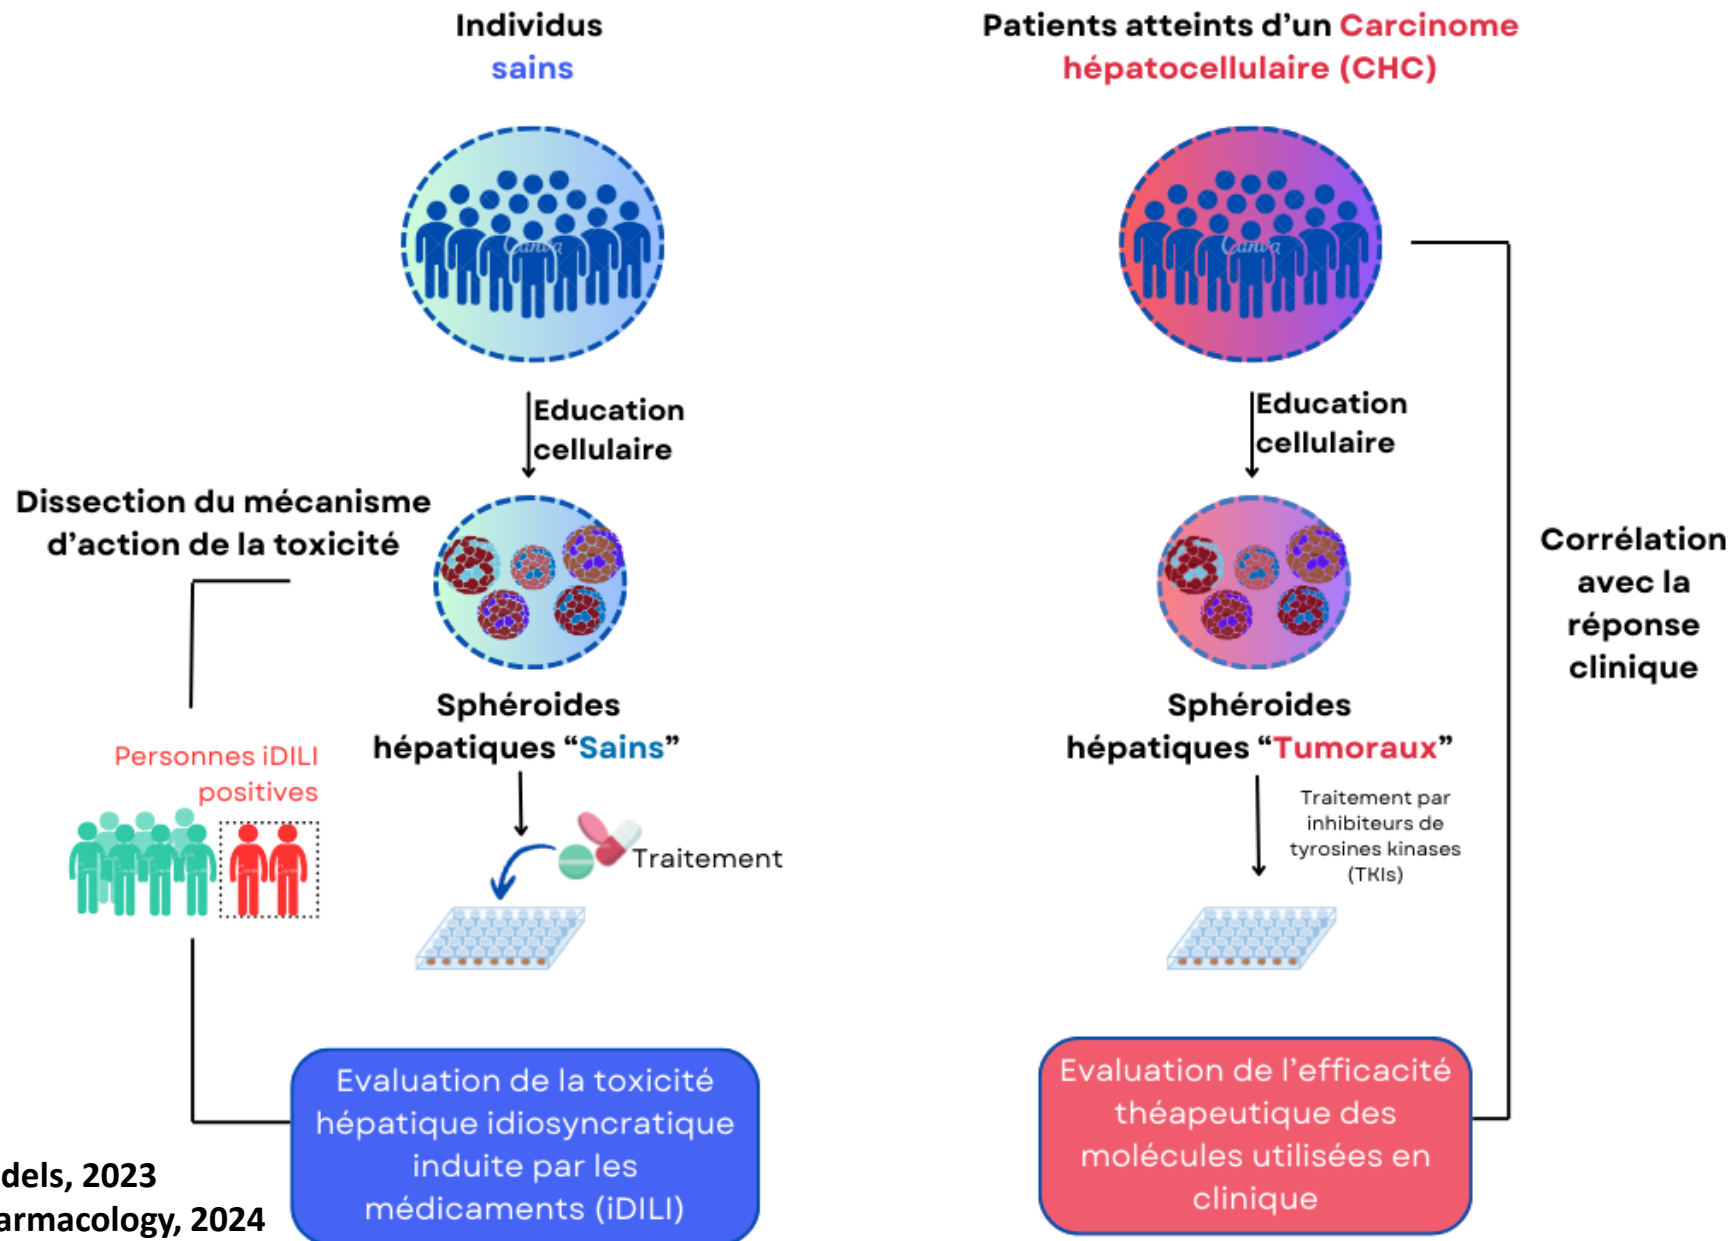 Individus
sains
Patients atteints d'un Carcinome
hépatocellulaire (CHC)
Canva
Canva
Education
cellulaire
Education
cellulaire
Dissection du mécanisme
d'action de la toxicité
Corrélation
avec la
réponse
clinique
Sphéroides
hépatiques “Sains”
Sphéroides
hépatiques “Tumoraux”
Personnes iDILI
positives
Traitement
Traitement par
inhibiteurs de
tyrosines kinases
(TKIs)
Evaluation de la toxicité
hépatique idiosyncratique
induite par les
médicaments (iDILI)
Evaluation de l'efficacité
théapeutique des
molécules utilisées en
clinique
dels, 2023
armacology, 2024